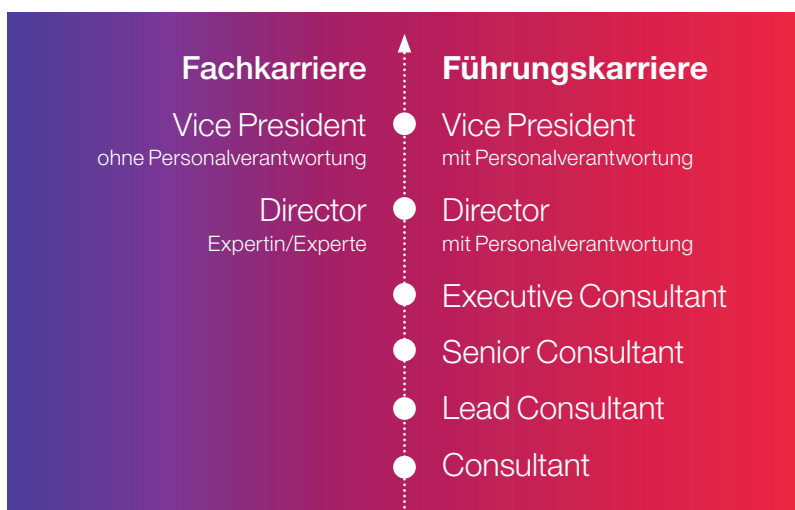 Fachkarriere
Vice President
ohne Personalverantwortung
Director
Expertin/Experte
Führungskarriere
Vice President
mit Personalverantwortung
Director
mit Personalverantwortung
Executive Consultant
Senior Consultant
Lead Consultant
Consultant